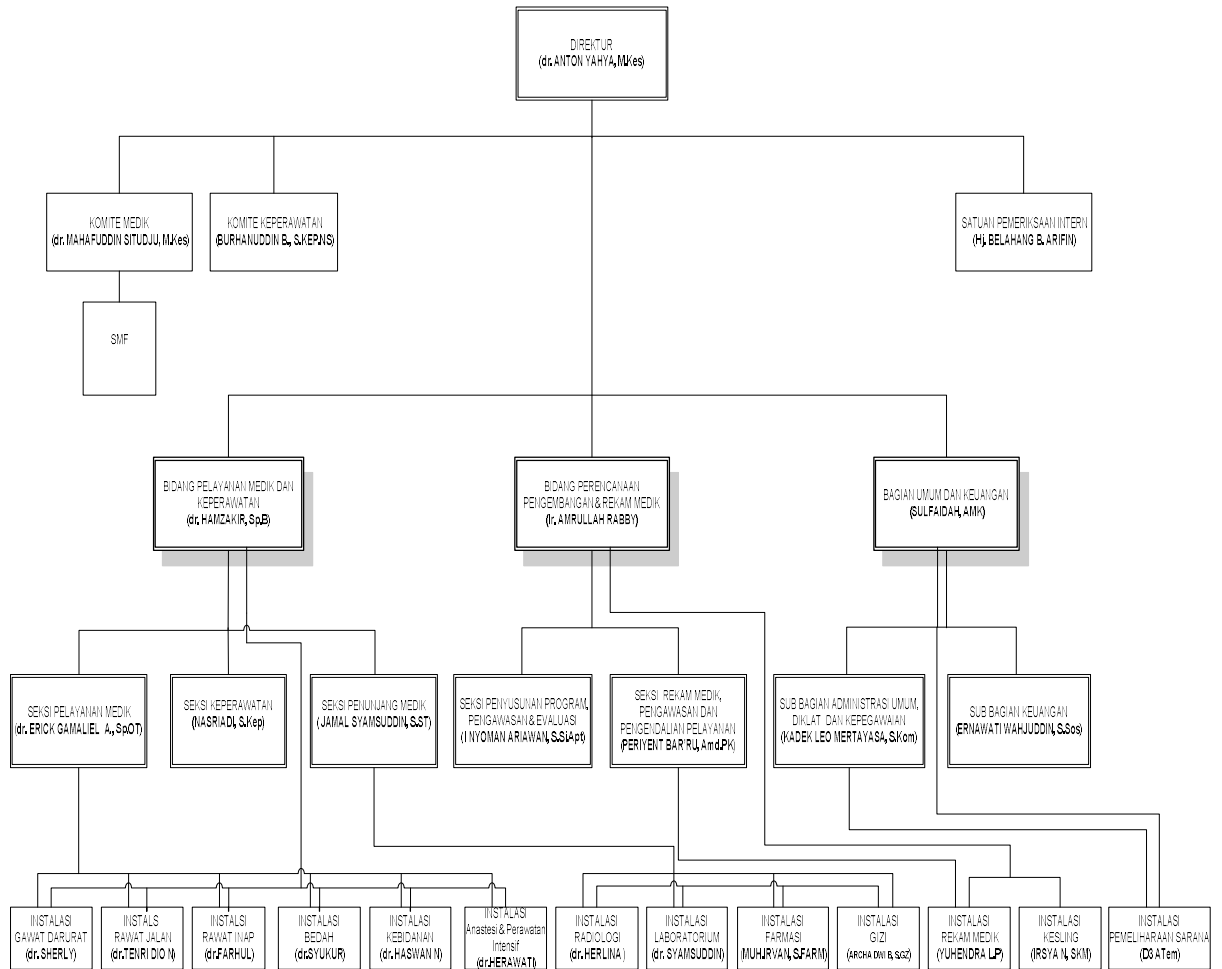 DIREKTUR
(dr. ANTON YAHYA, M.Kes)
KOMITE MEDIK
(dr. MAHAFUDDIN SITUDJU, M.Kes)
KOMITE KEPERAWATAN
(BURHANUDDIN B., S.KEP.NS)
SATUAN PEMERIKSAAN INTERN
(Hj. BELAHANG B. ARIFIN)
SMF
BIDANG PELAYANAN MEDIK DAN
KEPERAWATAN
(dr. HAMZAKIR, Sp.B)
BIDANG PERENCANAAN
PENGEMBANGAN & REKAM MEDIK
(Ir. AMRULLAH RABBY)
BAGIAN UMUM DAN KEUANGAN
(SULFAIDAH, AMK)
SEKSI PELAYANAN MEDIK
(dr. ERICK GAMALIEL A., Sp.OT)
SEKSI KEPERAWATAN
(NASRIADI, S.Kep)
SEKSI PENUNJANG MEDIK
(JAMAL SYAMSUDDIN, S.ST)
SEKSI PENYUSUNAN PROGRAM,
PENGAWASAN & EVALUASI
(I NYOMAN ARIAWAN, S.Si.Apt)
SEKSI REKAM MEDIK,
PENGAWASAN DAN
PENGENDALIAN PELAYANAN
(PERIYENT BAR'RU, Amd.PK)
SUB BAGIAN ADMINISTRASI UMUM,
DIKLAT DAN KEPEGAWAIAN
(KADEK LEO MERTAYASA, S.Kom)
SUB BAGIAN KEUANGAN
(ERNAWATI WAHJUDDIN, S.Sos)
INSTALASI
GAWAT DARURAT
(dr. SHERLY)
INSTALS
RAWAT JALAN
(dr.TENRI DIO N)
INSTALSI
RAWAT INAP
(dr.FARHUL)
INSTALASI
BEDAH
(dr.SYUKUR)
INSTALASI
KEBIDANAN
(dr.HASWAN N)
INSTALASI
Anastesi & Perawatan
Intensif
(dr.HERAWATI)
INSTALASI
RADIOLOGI
(dr.HERLINA )
INSTALASI
LABORATORIUM
(dr. SYAMSUDDIN)
INSTALASI
FARMASI
(MUH.IRVAN, S.FARM)
INSTALASI
GIZI
(ARCHA DWI B, S.GZ)
INSTALASI
REKAM MEDIK
(YUHENDRA L.P)
INSTALASI
KESLING
(IRSYA N, SKM)
INSTALASI
PEMELIHARAAN SARANA
(D3 ATem)